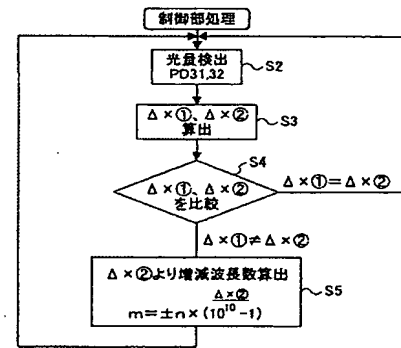 制御部処理
光量検出
PD31,32
S2
Δ×①、Δ×②
算出
S3
S4
Δ×①、Δ×②
を比較
Δ×①=Δ×②
Δ×①≠Δ×②
Δ×②より増減波長数算出
m=±n×(10^(Δ×②/10)-1)
S5